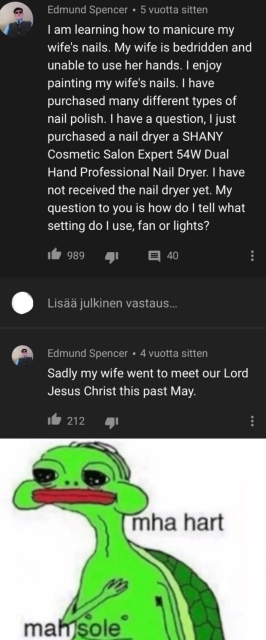 Edmund Spencer • 5 vuotta sitten
I am learning how to manicure my
wife's nails. My wife is bedridden and
unable to use her hands. I enjoy
painting my wife's nails. I have
purchased many different types of
nail polish. I have a question, I just
purchased a nail dryer a SHANY
Cosmetic Salon Expert 54W Dual
Hand Professional Nail Dryer. I have
not received the nail dryer yet. My
question to you is how do I tell what
setting do I use, fan or lights?
989 40
Lisää julkinen vastaus...
Edmund Spencer • 4 vuotta sitten
Sadly my wife went to meet our Lord
Jesus Christ this past May.
212
mha hart
mah sole